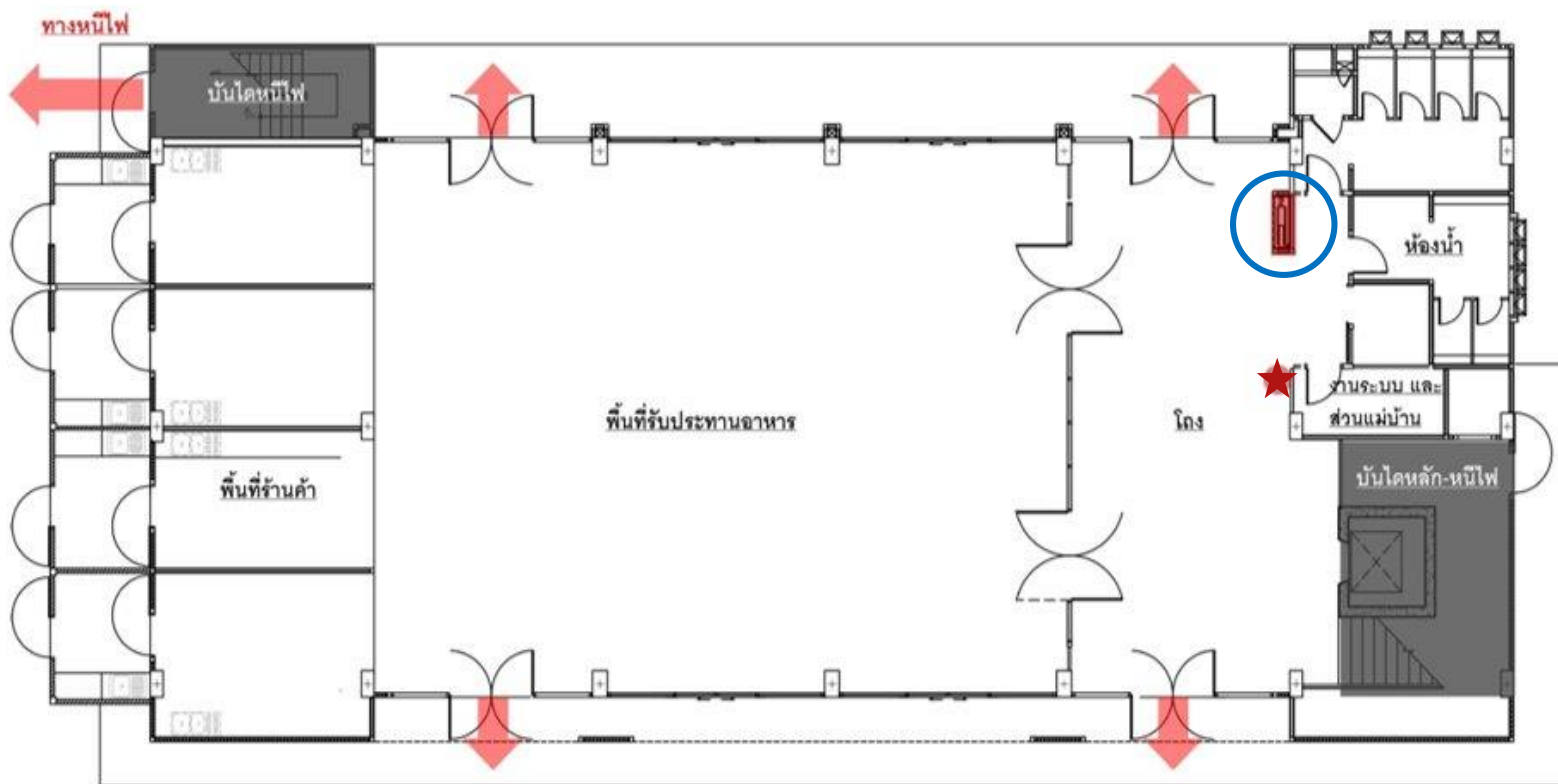 ทางหนีไฟ
บันไดหนีไฟ
ห้องน้ำ
งานระบบ และ
ส่วนแม่บ้าน
พื้นที่รับประทานอาหาร
โถง
พื้นที่ร้านค้า
บันไดหลัก-หนีไฟ